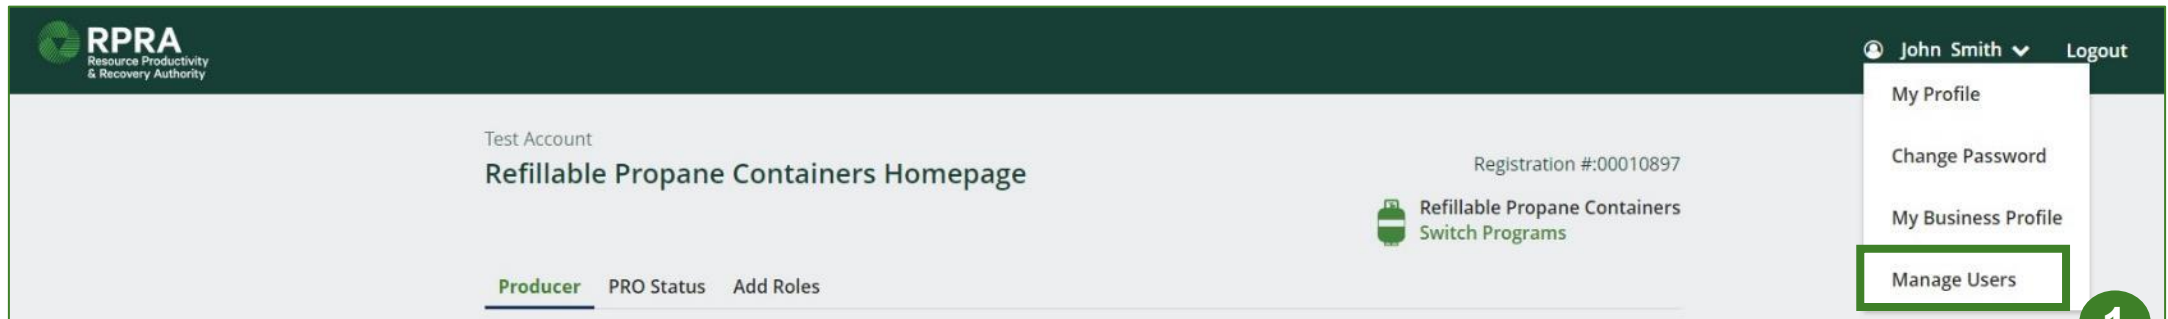 RPRA
Resource Productivity
& Recovery Authority
John Smith
Logout
My Profile
Change Password
My Business Profile
Manage Users
1
Test Account
Refillable Propane Containers Homepage
Registration #:00010897
Refillable Propane Containers
Switch Programs
Producer PRO Status Add Roles